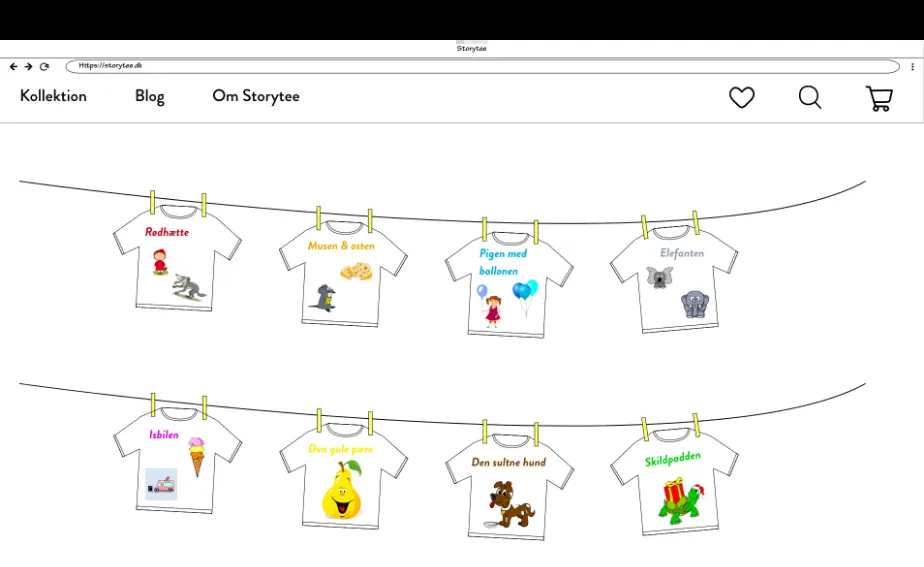 Storytee
Https://storytee.dk
Kollektion
Blog
Om Storytee
Rødhætte
Musen & osten
Pigen med
ballonen
Elefanten
Isbilen
Den gule pære
Den sultne hund
Skildpadden